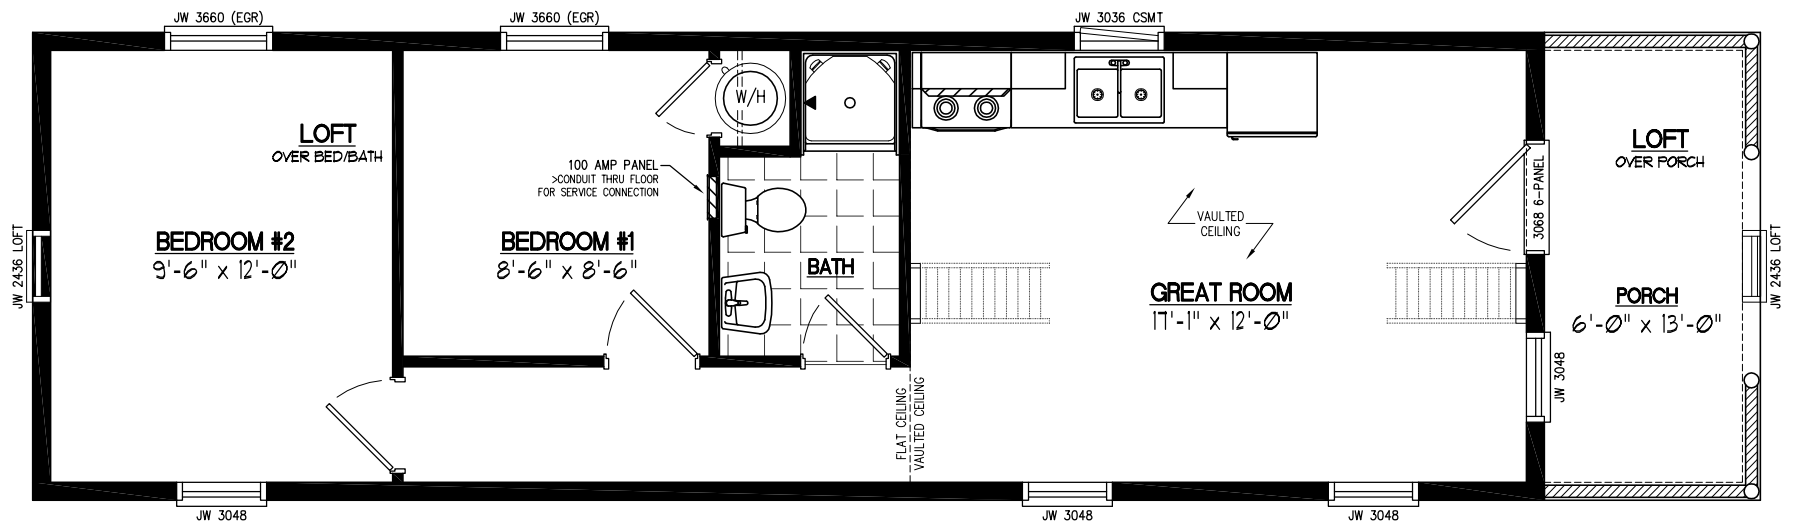 JW 3660 (EGR)
JW 3660 (EGR)
JW 3036 CSMT
W/H
LOFT
OVER BED/BATH
100 AMP PANEL
>CONDUIT THRU FLOOR
FOR SERVICE CONNECTION
LOFT
OVER PORCH
3068 6-PANEL
VAULTED
CEILING
BEDROOM #2
9'-6" x 12'-0"
BEDROOM #1
8'-6" x 8'-6"
BATH
JW 2436 LOFT
JW 2436 LOFT
GREAT ROOM
17'-1" x 12'-0"
PORCH
6'-0" x 13'-0"
JW 3048
FLAT CEILING
VAULTED CEILING
JW 3048
JW 3048
JW 3048